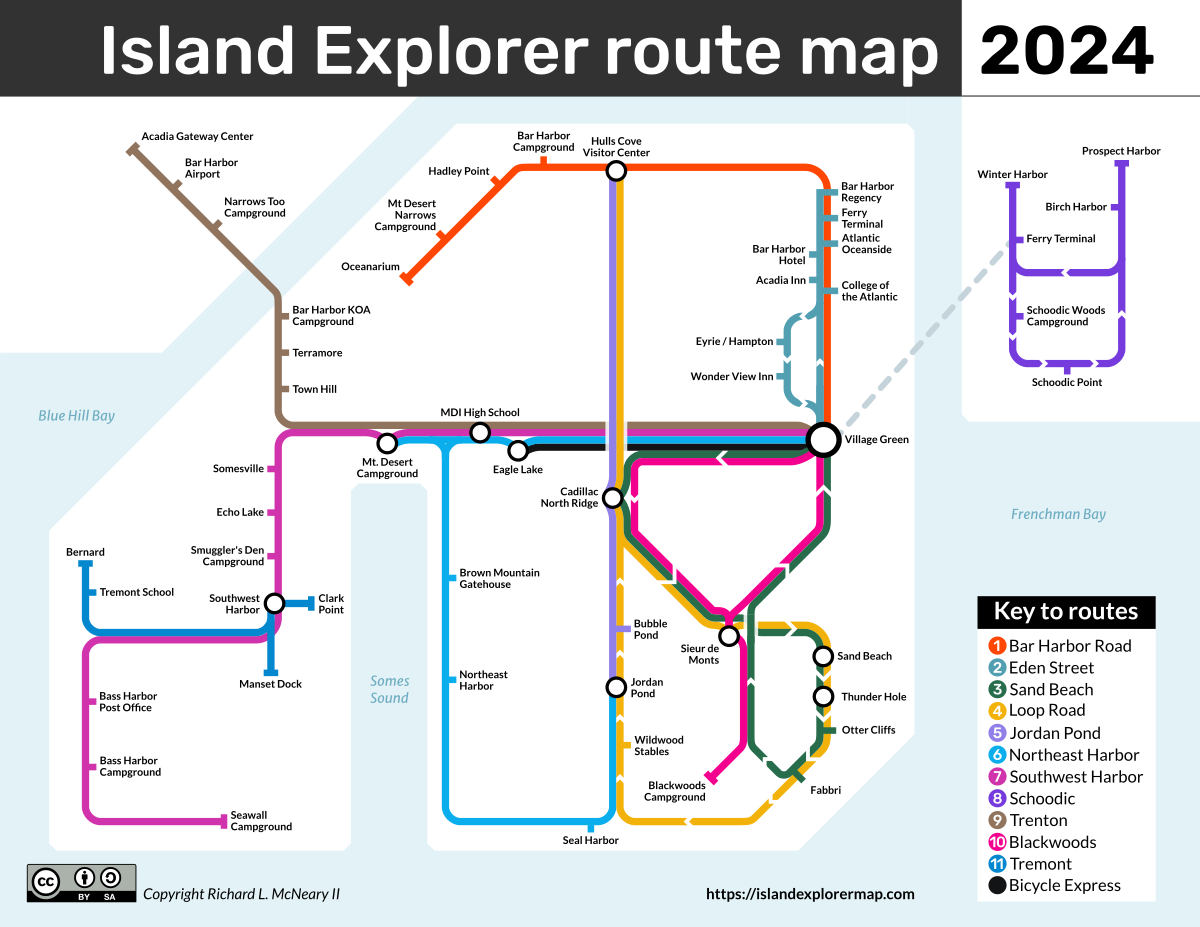 Island Explorer route map 2024
Acadia Gateway Center
Bar Harbor
Airport
Narrows Too
Campground
Bar Harbor KOA
Campground
Terramore
Town Hill
Bar Harbor
Campground
Hadley Point
Mt Desert
Narrows
Campground
Oceanarium
Hulls Cove
Visitor Center
Bar Harbor
Regency
Ferry
Terminal
Atlantic
Oceanside
Bar Harbor
Hotel
Acadia Inn
College of
the Atlantic
Eyrie / Hampton
Wonder View Inn
Village Green
Prospect Harbor
Winter Harbor
Birch Harbor
Ferry Terminal
Schoodic Woods
Campground
Schoodic Point
Blue Hill Bay
MDI High School
Mt. Desert
Campground
Eagle Lake
Cadillac
North Ridge
Somesville
Echo Lake
Smuggler's Den
Campground
Bernard
Tremont School
Southwest
Harbor
Clark
Point
Manset Dock
Bass Harbor
Post Office
Bass Harbor
Campground
Seawall
Campground
Somes
Sound
Brown Mountain
Gatehouse
Northeast
Harbor
Seal Harbor
Bubble
Pond
Jordan
Pond
Wildwood
Stables
Sieur de
Monts
Blackwoods
Campground
Sand Beach
Thunder Hole
Otter Cliffs
Fabbri
Frenchman Bay
Key to routes
1 Bar Harbor Road
2 Eden Street
3 Sand Beach
4 Loop Road
5 Jordan Pond
6 Northeast Harbor
7 Southwest Harbor
8 Schoodic
9 Trenton
10 Blackwoods
11 Tremont
Bicycle Express
cc
BY SA
Copyright Richard L. McNeary II
https://islandexplorermap.com